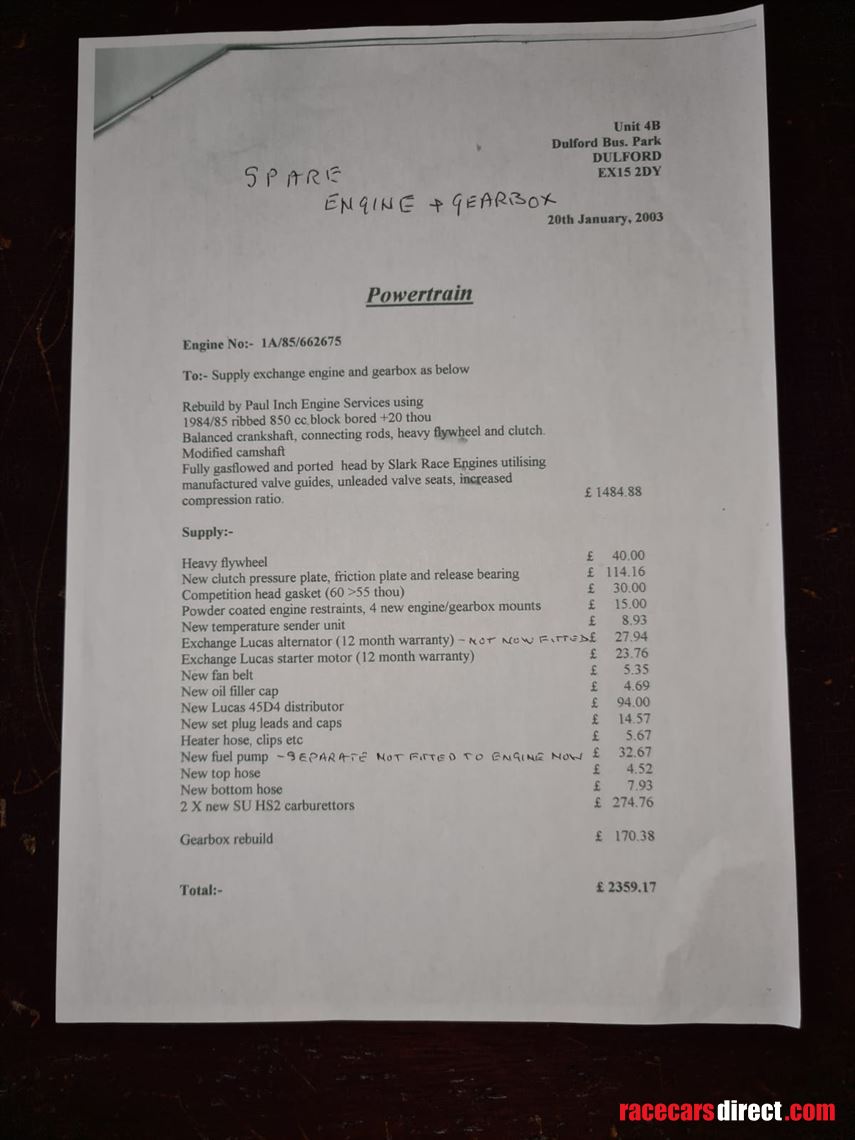 Unit 4B
Dulford Bus. Park
DULFORD
EX15 2DY
SPARE
ENGINE + GEARBOX
20th January, 2003
Powertrain
Engine No:- 1A/85/662675
To:- Supply exchange engine and gearbox as below
Rebuild by Paul Inch Engine Services using
1984/85 ribbed 850 cc block bored +20 thou
Balanced crankshaft, connecting rods, heavy flywheel and clutch.
Modified camshaft
Fully gasflowed and ported head by Slark Race Engines utilising
manufactured valve guides, unleaded valve seats, increased
compression ratio. £ 1484.88
Supply:-
Heavy flywheel £ 40.00
New clutch pressure plate, friction plate and release bearing £ 114.16
Competition head gasket (60 >55 thou) £ 30.00
Powder coated engine restraints, 4 new engine/gearbox mounts £ 15.00
New temperature sender unit £ 8.93
Exchange Lucas alternator (12 month warranty) - NOT NOW FITTED £ 27.94
Exchange Lucas starter motor (12 month warranty) £ 23.76
New fan belt £ 5.35
New oil filler cap £ 4.69
New Lucas 45D4 distributor £ 94.00
New set plug leads and caps £ 14.57
Heater hose, clips etc £ 5.67
New fuel pump - SEPARATE NOT FITTED TO ENGINE NOW £ 32.67
New top hose £ 4.52
New bottom hose £ 7.93
2 X new SU HS2 carburettors £ 274.76
Gearbox rebuild £ 170.38
Total:- £ 2359.17
racecarsdirect.com